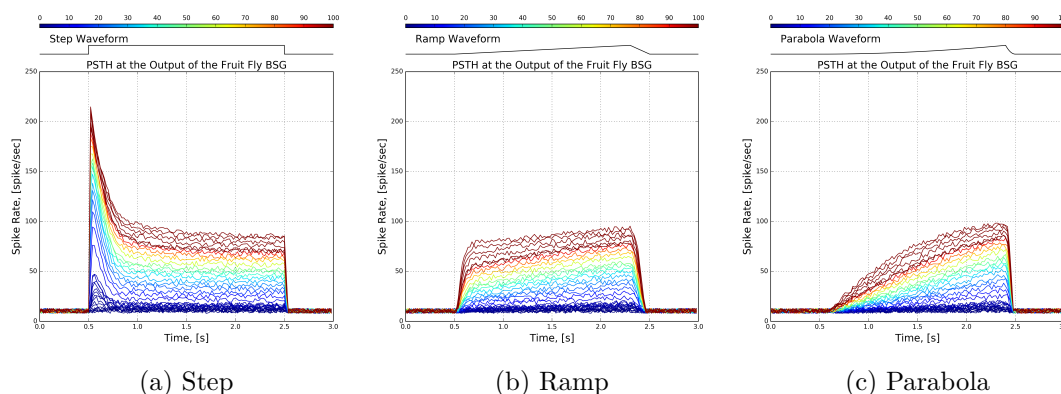 0 10 20 30 40 50 60 70 80 90 100
Step Waveform
PSTH at the Output of the Fruit Fly BSG
250
200
150
100
50
0
Spike Rate, [spike/sec]
0.0 0.5 1.0 1.5 2.0 2.5 3.0
Time, [s]
(a) Step
0 10 20 30 40 50 60 70 80 90 100
Ramp Waveform
PSTH at the Output of the Fruit Fly BSG
250
200
150
100
50
0
Spike Rate, [spike/sec]
0.0 0.5 1.0 1.5 2.0 2.5 3.0
Time, [s]
(b) Ramp
0 10 20 30 40 50 60 70 80 90 100
Parabola Waveform
PSTH at the Output of the Fruit Fly BSG
250
200
150
100
50
0
Spike Rate, [spike/sec]
0.0 0.5 1.0 1.5 2.0 2.5 3.0
Time, [s]
(c) Parabola